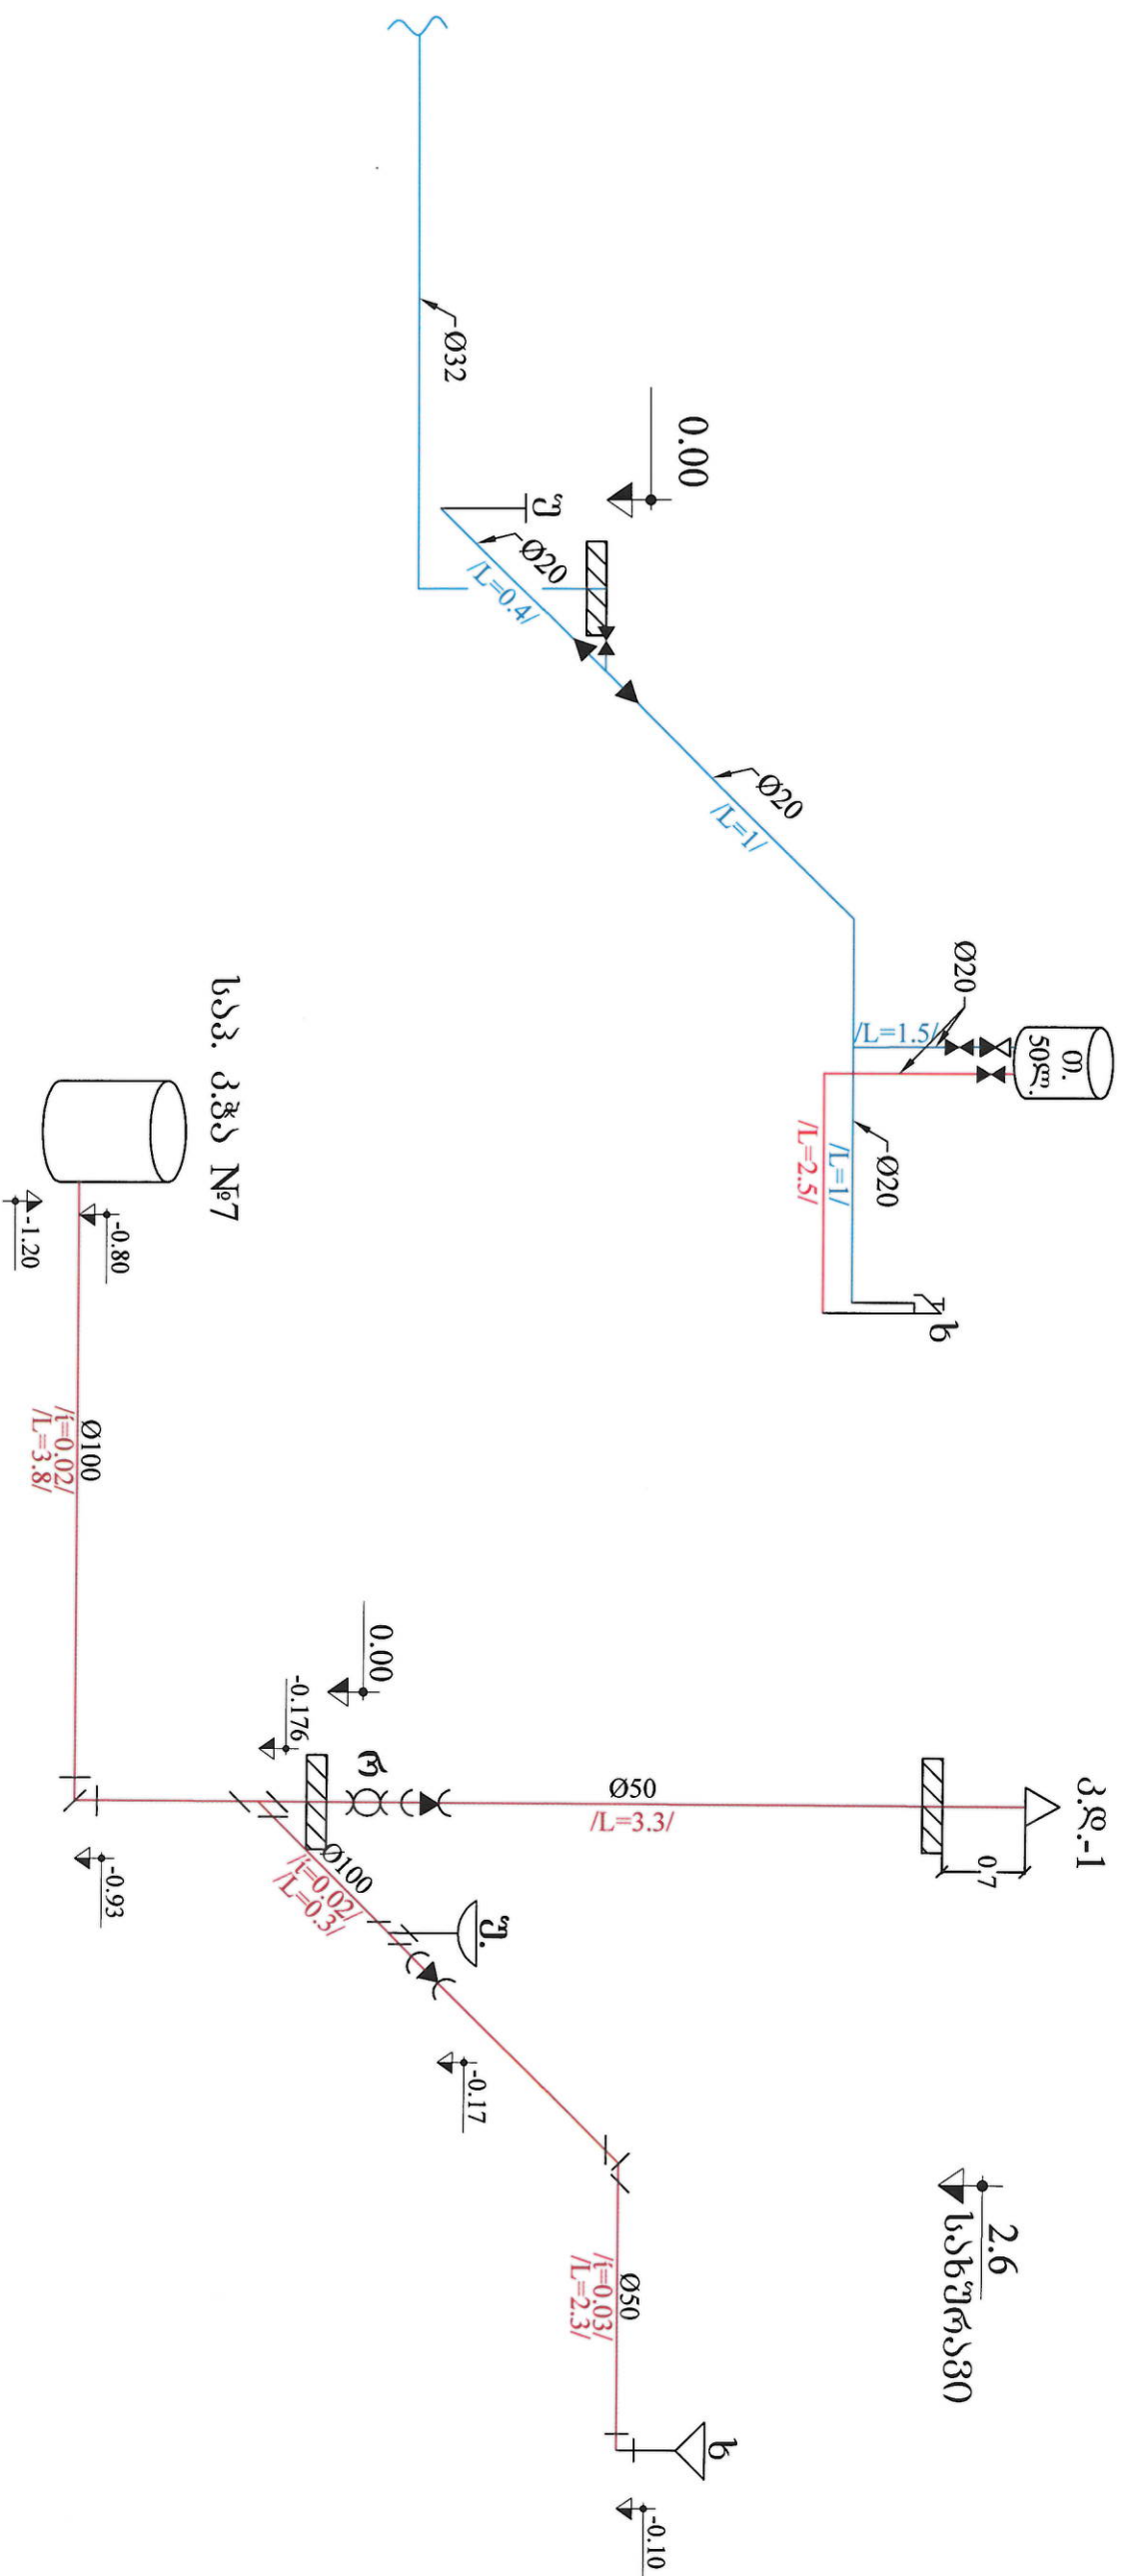 Ø32
0.00
უ
Ø20
/L=0.4/
Ø20
/L=1/
Ø20
თ.
50ლ.
/L=1.5/
Ø20
/L=1/
/L=2.5/
ხ
საპ. პ.ჭა №7
-0.80
-1.20
Ø100
/i=0.02/
/L=3.8/
0.00
-0.176
-0.93
რ
Ø50
/L=3.3/
პ.ღ.-1
0.7
Ø100
/i=0.02/
/L=0.3/
უ.
-0.17
Ø50
/i=0.03/
/L=2.3/
ხ
-0.10
2.6
სახურავი